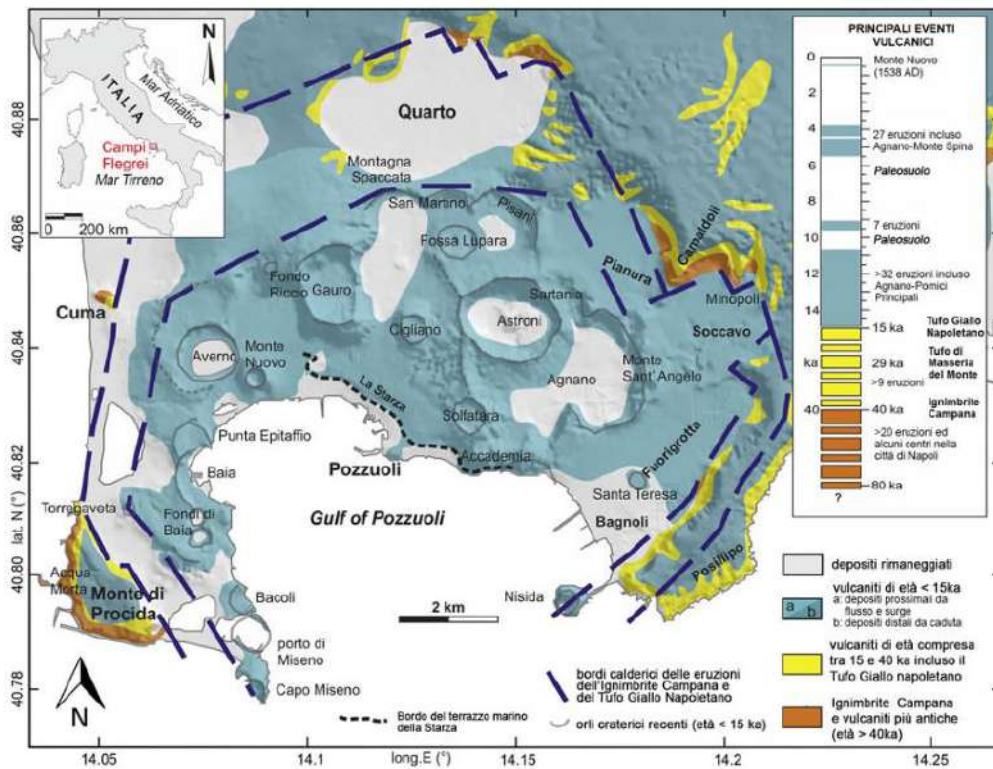 N
ITALIA
Mar Adriatico
Campi
Flegrei
Mar Tirreno
0
200 km
40.88
40.86
40.84
40.82
40.80
40.78
lat. N (°)
14.05
14.1
14.15
14.2
14.25
long.E (°)
Quarto
Montagna
Spaccata
San Martino
Pisani
Fossa Lupara
Camaldoli
Pianura
Fondo
Riccio
Gauro
Sartania
Minopoli
Cuma
Cigliano
Astroni
Soccavo
Averno
Monte
Nuovo
Agnano
Monte
Sant'Angelo
La Starza
Solfatara
Punta Epitaffio
Accademia
Fuorigrotta
Baia
Pozzuoli
Santa Teresa
Torregaveta
Fondi di
Baia
Gulf of Pozzuoli
Bagnoli
Acqua
Morta
Posillipo
Monte di
Procida
Bacoli
2 km
Nisida
porto di
Miseno
Capo Miseno
N
Bordo del terrazzo marino
della Starza
bordi calderici delle eruzioni
dell'Ignimbrite Campana e
del Tufo Giallo Napoletano
orli craterici recenti (età < 15 ka)
PRINCIPALI EVENTI
VULCANICI
0
2
4
6
8
10
12
14
ka
40
Monte Nuovo
(1538 AD)
27 eruzioni incluso
Agnano-Monte Spina
Paleosuolo
7 eruzioni
Paleosuolo
>32 eruzioni incluso
Agnano-Pomici
Principali
15 ka
Tufo Giallo
Napoletano
29 ka
Tufo di
Masseria
del Monte
>9 eruzioni
40 ka
Ignimbrite
Campana
>20 eruzioni ed
alcuni centri nella
città di Napoli
80 ka
?
depositi rimaneggiati
vulcaniti di età < 15ka
a b
a: depositi prossimali da
flusso e surge
b: depositi distali da caduta
vulcaniti di età compresa
tra 15 e 40 ka incluso il
Tufo Giallo napoletano
Ignimbrite Campana
e vulcaniti più antiche
(età > 40ka)